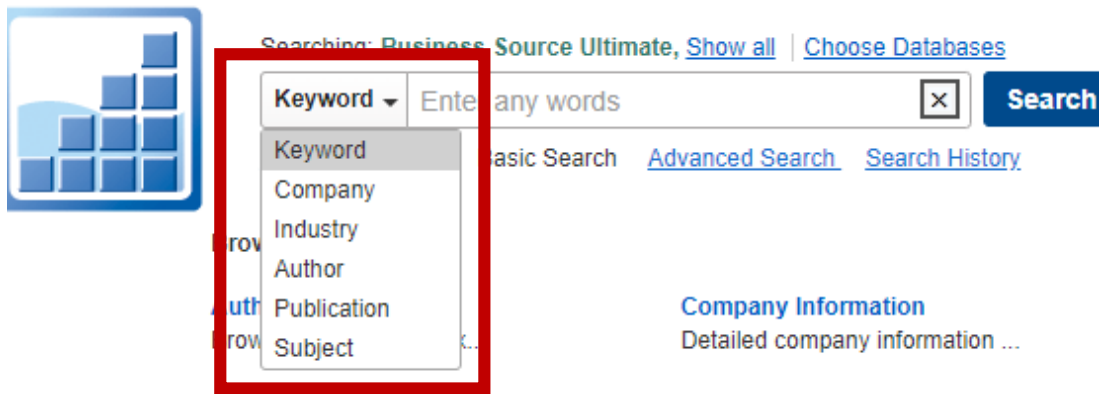 Searching: Business Source Ultimate, Show all | Choose Databases
Keyword Enter any words Search
Keyword
Basic Search Advanced Search Search History
Company
Industry
Author
Publication Company Information
Subject Detailed company information ...